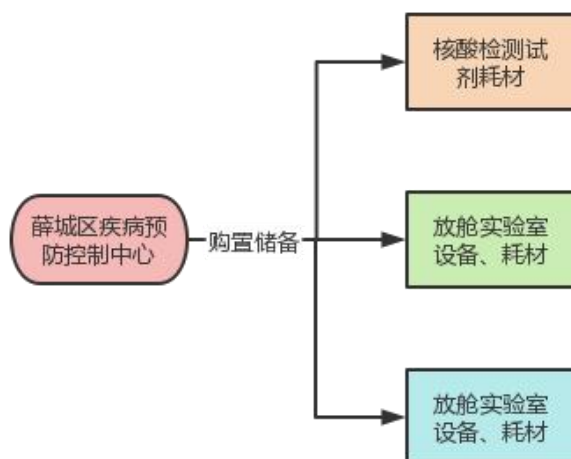 核酸检测试
剂耗材
薛城区疾病预
防控制中心
购置储备
放舱实验室
设备、耗材
放舱实验室
设备、耗材